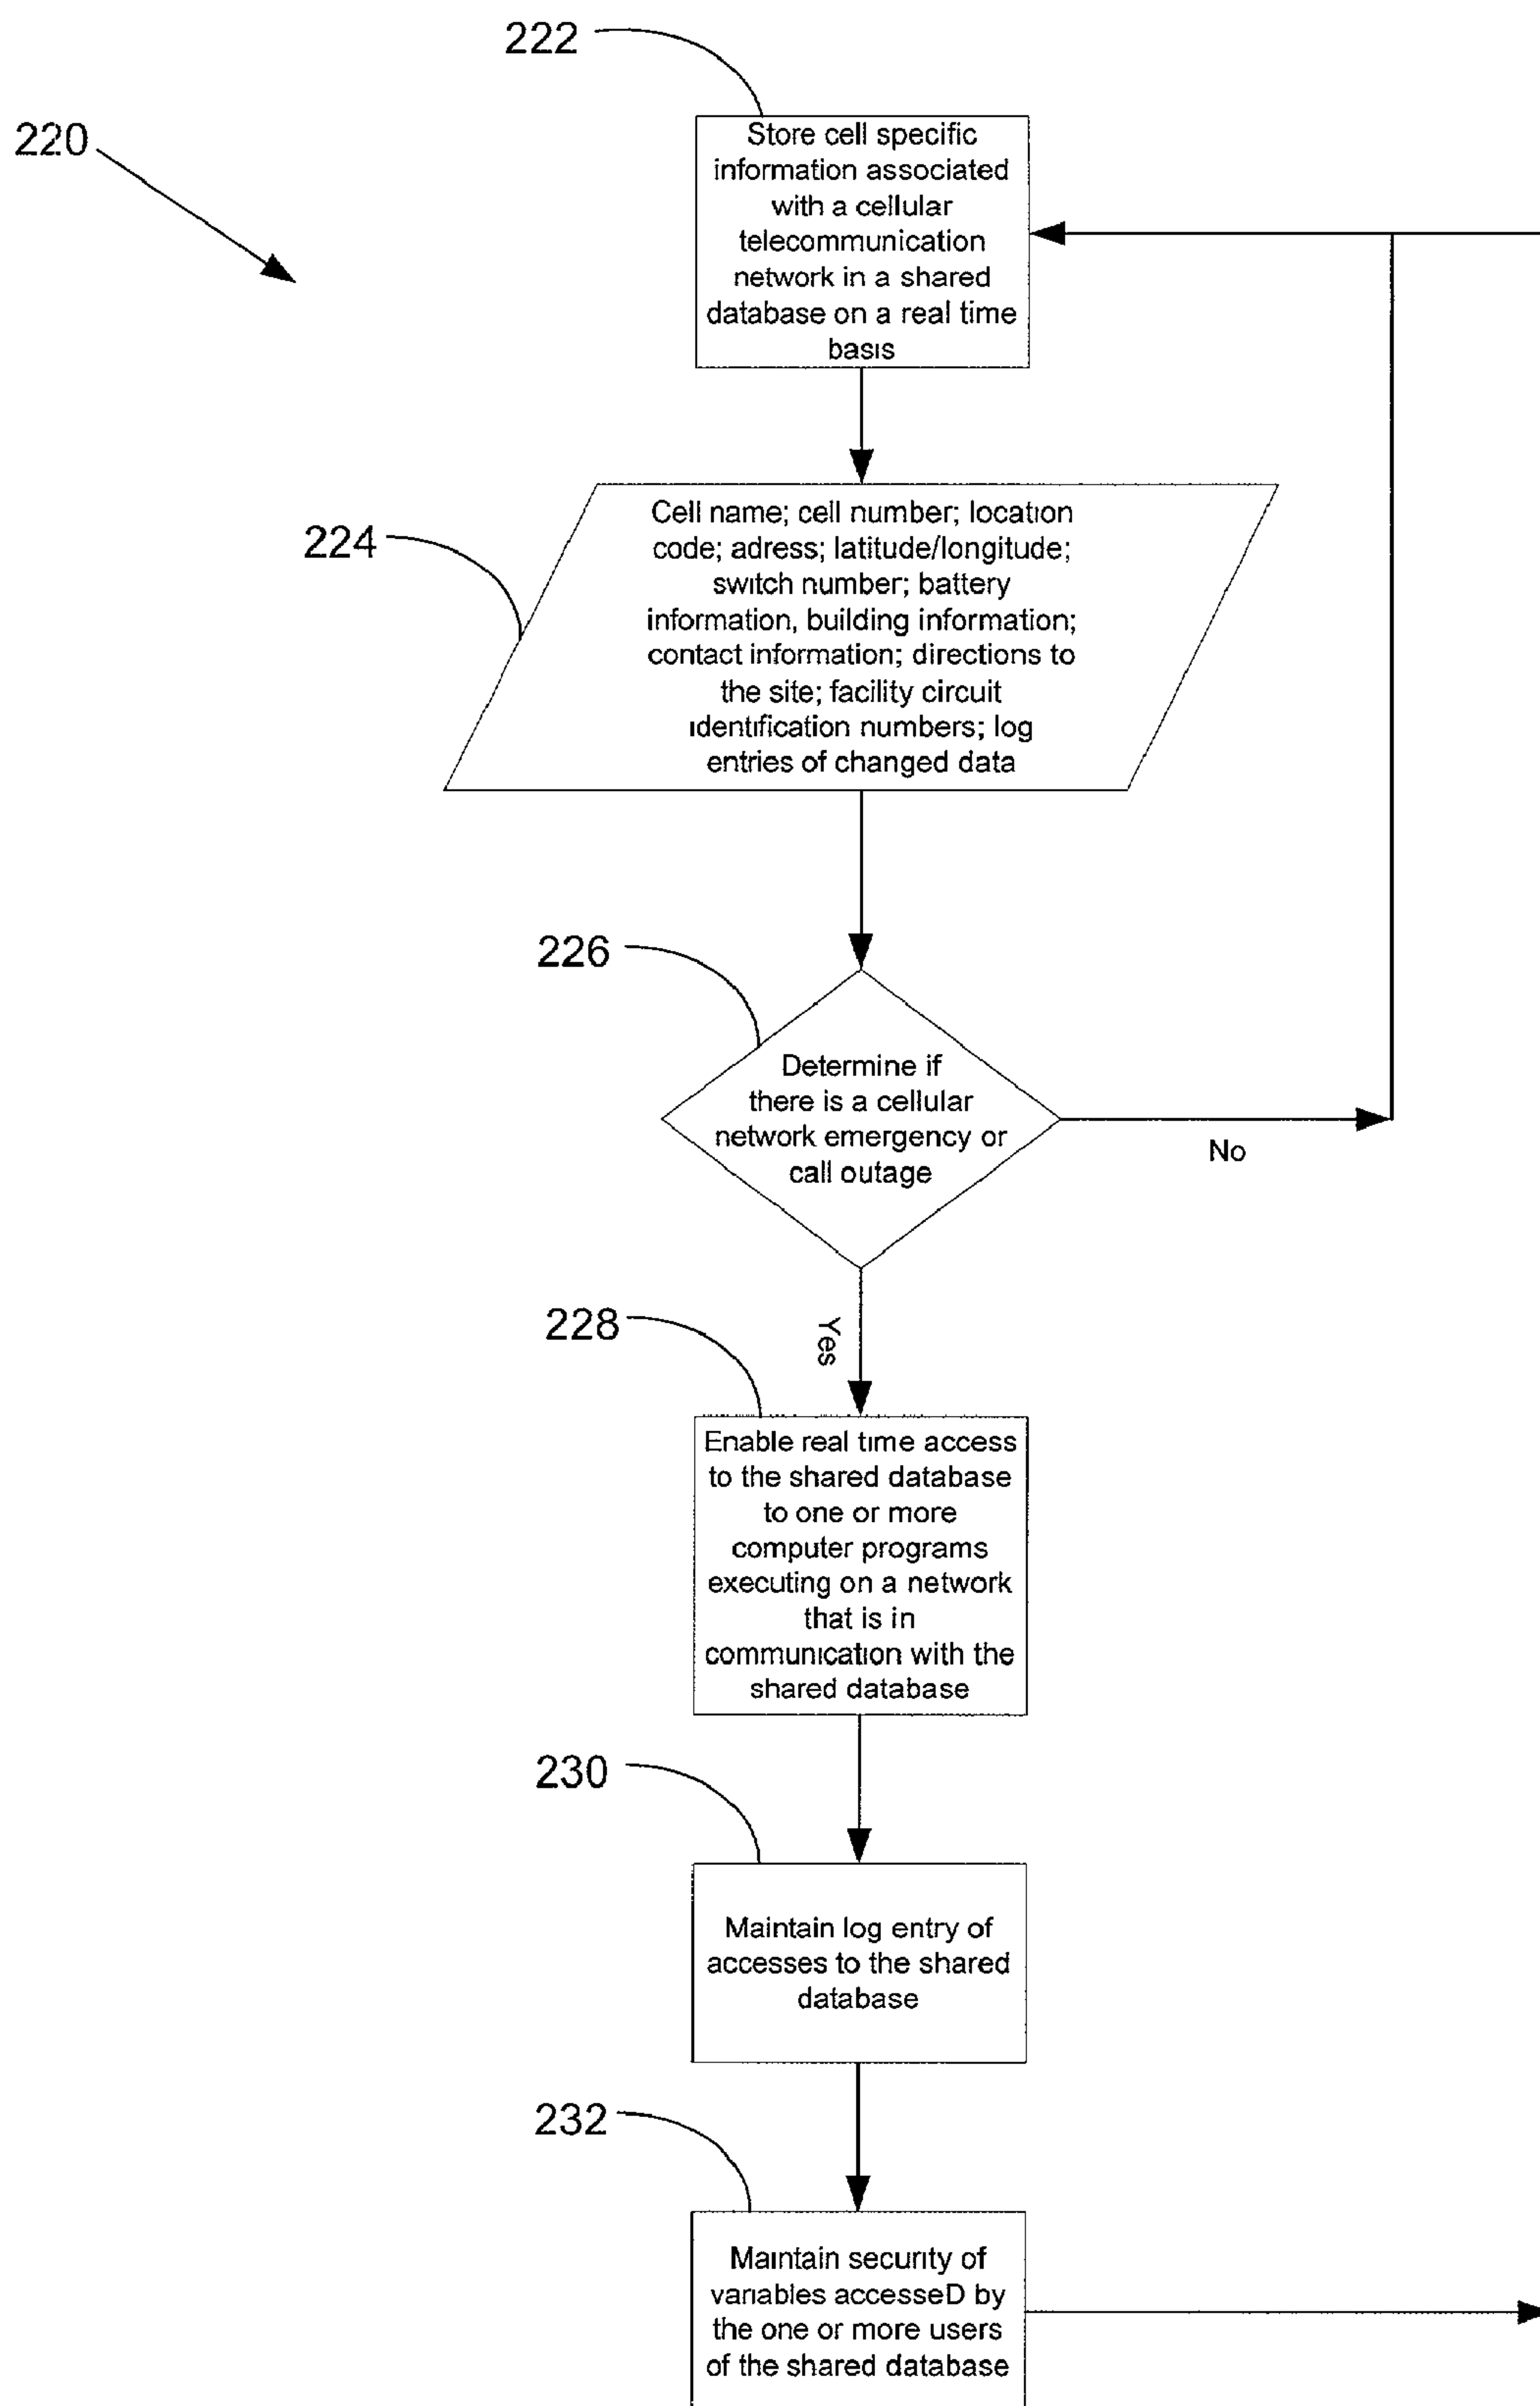 222
220
Store cell specific
information associated
with a cellular
telecommunication
network in a shared
database on a real time
basis
224
Cell name; cell number; location
code; adress; latitude/longitude;
switch number; battery
information, building information;
contact information; directions to
the site; facility circuit
identification numbers; log
entries of changed data
226
Determine if
there is a cellular
network emergency or
call outage
No
Yes
228
Enable real time access
to the shared database
to one or more
computer programs
executing on a network
that is in
communication with the
shared database
230
Maintain log entry of
accesses to the shared
database
232
Maintain security of
variables accesseD by
the one or more users
of the shared database